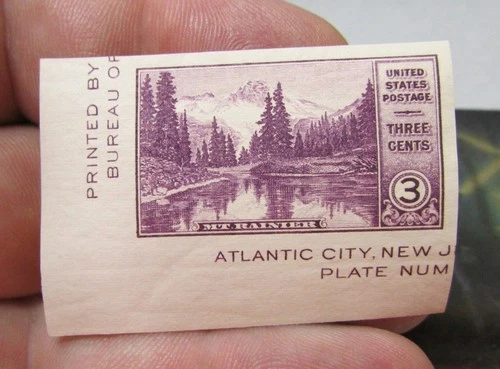 PRINTED BY
BUREAU OF
UNITED
STATES
POSTAGE
THREE
CENTS
3
MT. RAINIER
ATLANTIC CITY, NEW J
PLATE NUM